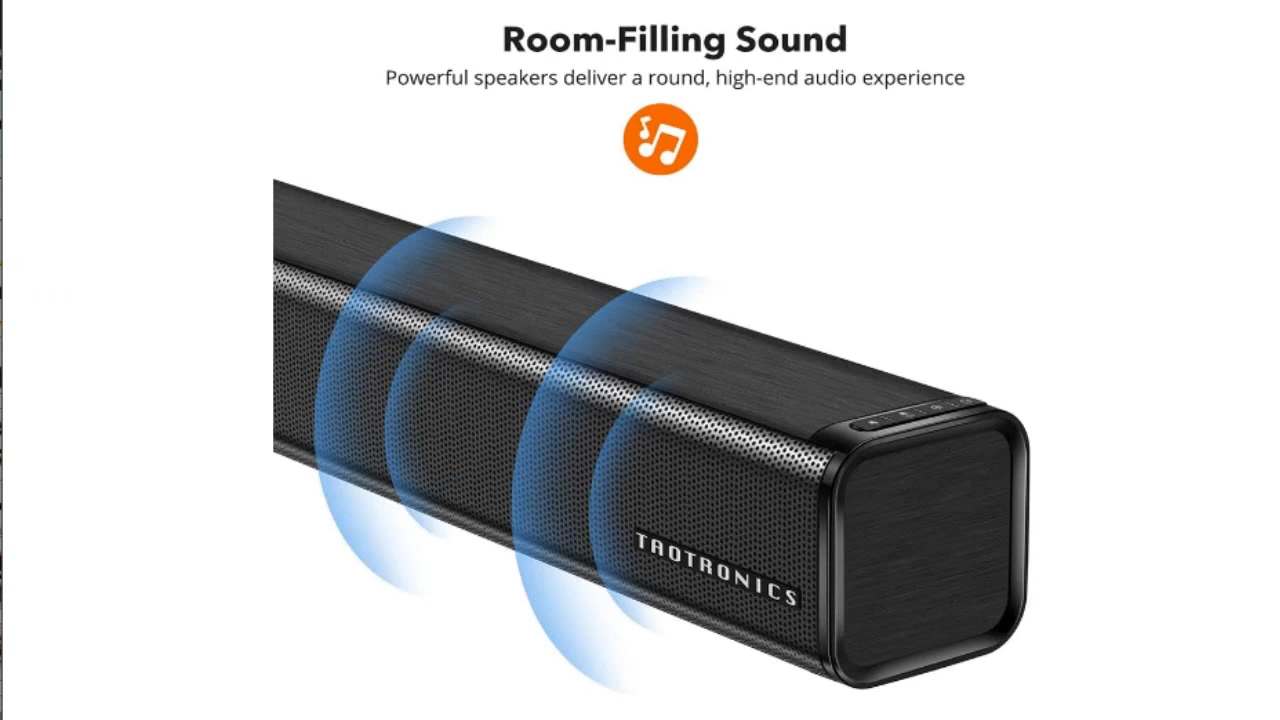 Room-Filling Sound
Powerful speakers deliver a round, high-end audio experience
TAOTRONICS